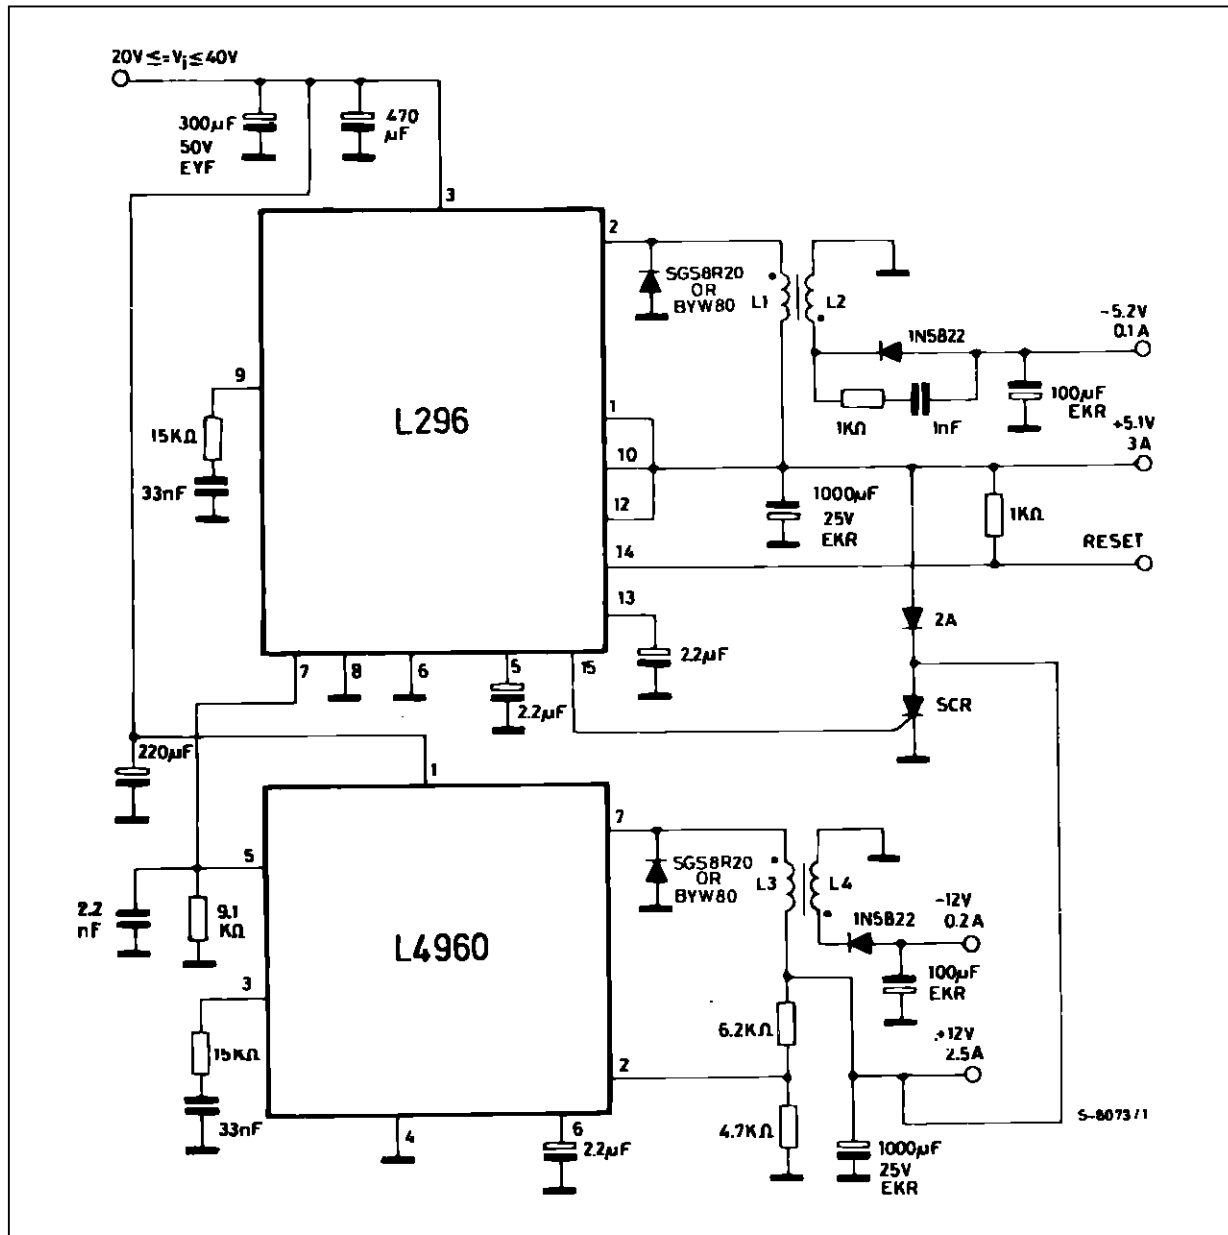 20V ≤=Vi≤ 40V
300µF
50V
EYF
470
µF
3
2
SGS8R20
OR
BYW80
L1
L2
-5.2V
0.1A
1N5822
9
1
100µF
EKR
15KΩ
L296
1KΩ
1nF
+5.1V
3A
10
33nF
12
1000µF
25V
EKR
1KΩ
14
RESET
13
2A
7
8
6
5
15
2.2µF
2.2µF
SCR
220µF
1
7
5
SGS8R20
OR
BYW80
L3
L4
-12V
0.2A
1N5822
2.2
nF
9.1
KΩ
L4960
100µF
EKR
3
6.2KΩ
+12V
2.5A
15KΩ
2
S-8073/1
33nF
4
6
2.2µF
4.7KΩ
1000µF
25V
EKR